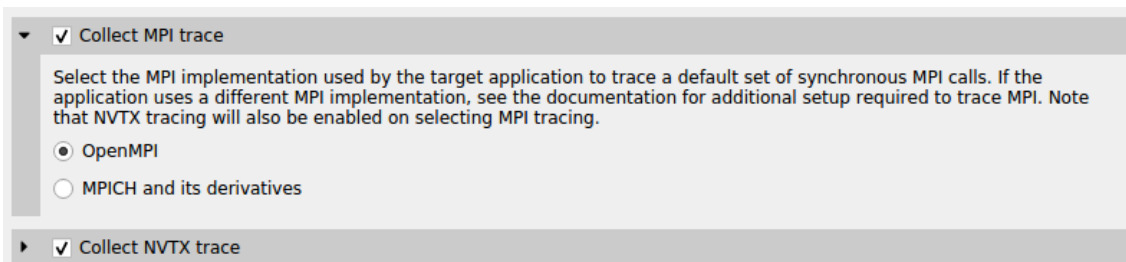 Collect MPI trace
Select the MPI implementation used by the target application to trace a default set of synchronous MPI calls. If the
application uses a different MPI implementation, see the documentation for additional setup required to trace MPI. Note
that NVTX tracing will also be enabled on selecting MPI tracing.
OpenMPI
MPICH and its derivatives
Collect NVTX trace